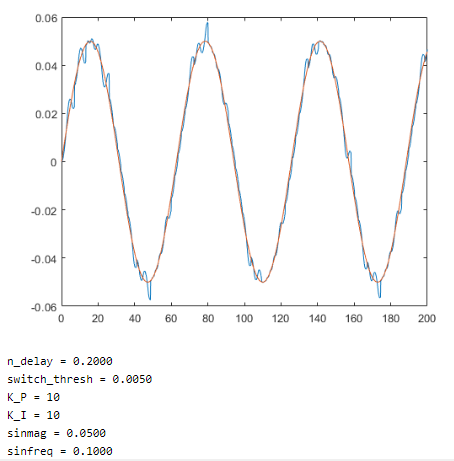 0.06
0.04
0.02
0
-0.02
-0.04
-0.06
0 20 40 60 80 100 120 140 160 180 200
n_delay = 0.2000
switch_thresh = 0.0050
K_P = 10
K_I = 10
sinmag = 0.0500
sinfreq = 0.1000